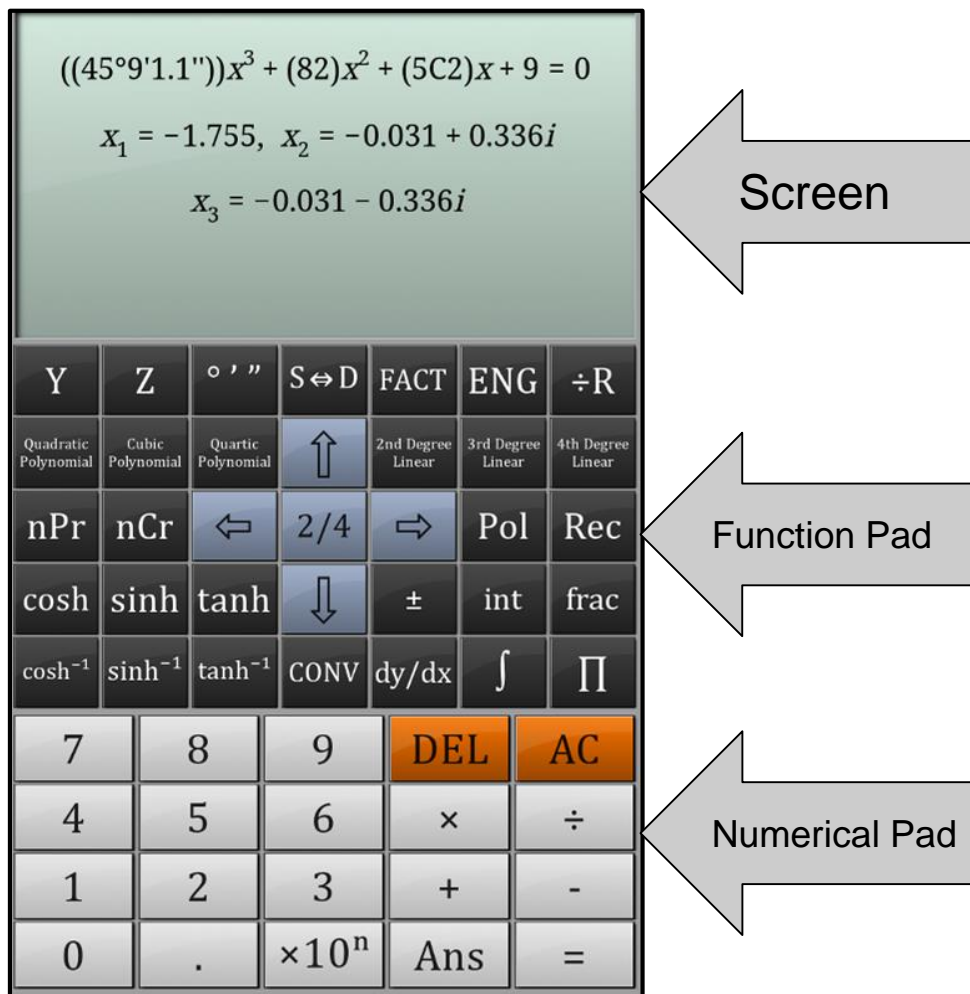 ((45°9'1.1"))x³ + (82)x² + (5C2)x + 9 = 0
x₁ = −1.755, x₂ = −0.031 + 0.336i
x₃ = −0.031 − 0.336i
Screen
Y Z ° ′ ″ S⇔D FACT ENG ÷R
Quadratic Polynomial Cubic Polynomial Quartic Polynomial ⇑ 2nd Degree Linear 3rd Degree Linear 4th Degree Linear
nPr nCr ⇦ 2/4 ⇨ Pol Rec
Function Pad
cosh sinh tanh ⇩ ± int frac
cosh⁻¹ sinh⁻¹ tanh⁻¹ CONV dy/dx ∫ ∏
7 8 9 DEL AC
4 5 6 × ÷
Numerical Pad
1 2 3 + -
0 . ×10ⁿ Ans =